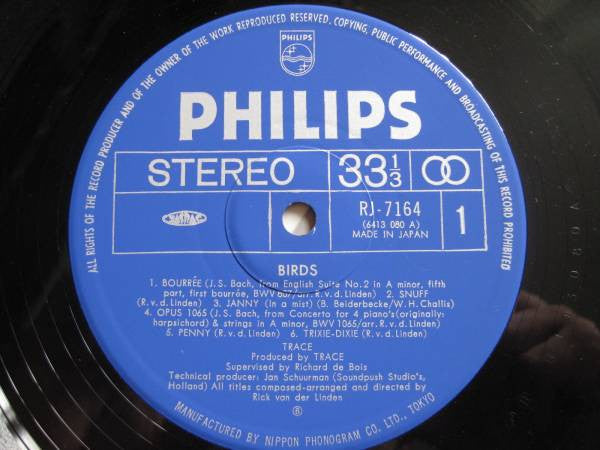 ALL RIGHTS OF THE RECORD PRODUCER AND OF THE OWNER OF THE WORK REPRODUCED RESERVED. COPYING, PUBLIC PERFORMANCE AND BROADCASTING OF THIS RECORD PROHIBITED
PHILIPS
PHILIPS
STEREO 33⅓
RJ-7164
(6413 080 A)
MADE IN JAPAN
1
BIRDS
1. BOURRÉE (J.S. Bach, from English Suite No.2 in A minor, fifth
part, first bourrée, BWV 807/arr.R.v.d.Linden) 2. SNUFF
(R.v.d.Linden) 3. JANNY (In a mist) (B. Beiderbecke/W.H.Challis)
4. OPUS 1065 (J.S. Bach, from Concerto for 4 piano's(originally:
harpsichord) & strings in A minor, BWV 1065/arr.R.v.d.Linden)
5. PENNY (R.v.d.Linden) 6. TRIXIE-DIXIE (R.v.d.Linden)
TRACE
Produced by TRACE
Supervised by Richard de Bois
Technical producer: Jan Schuurman (Soundpush Studio's,
Holland) All titles composed-arranged and directed by
Rick van der Linden
MANUFACTURED BY NIPPON PHONOGRAM CO. LTD., TOKYO